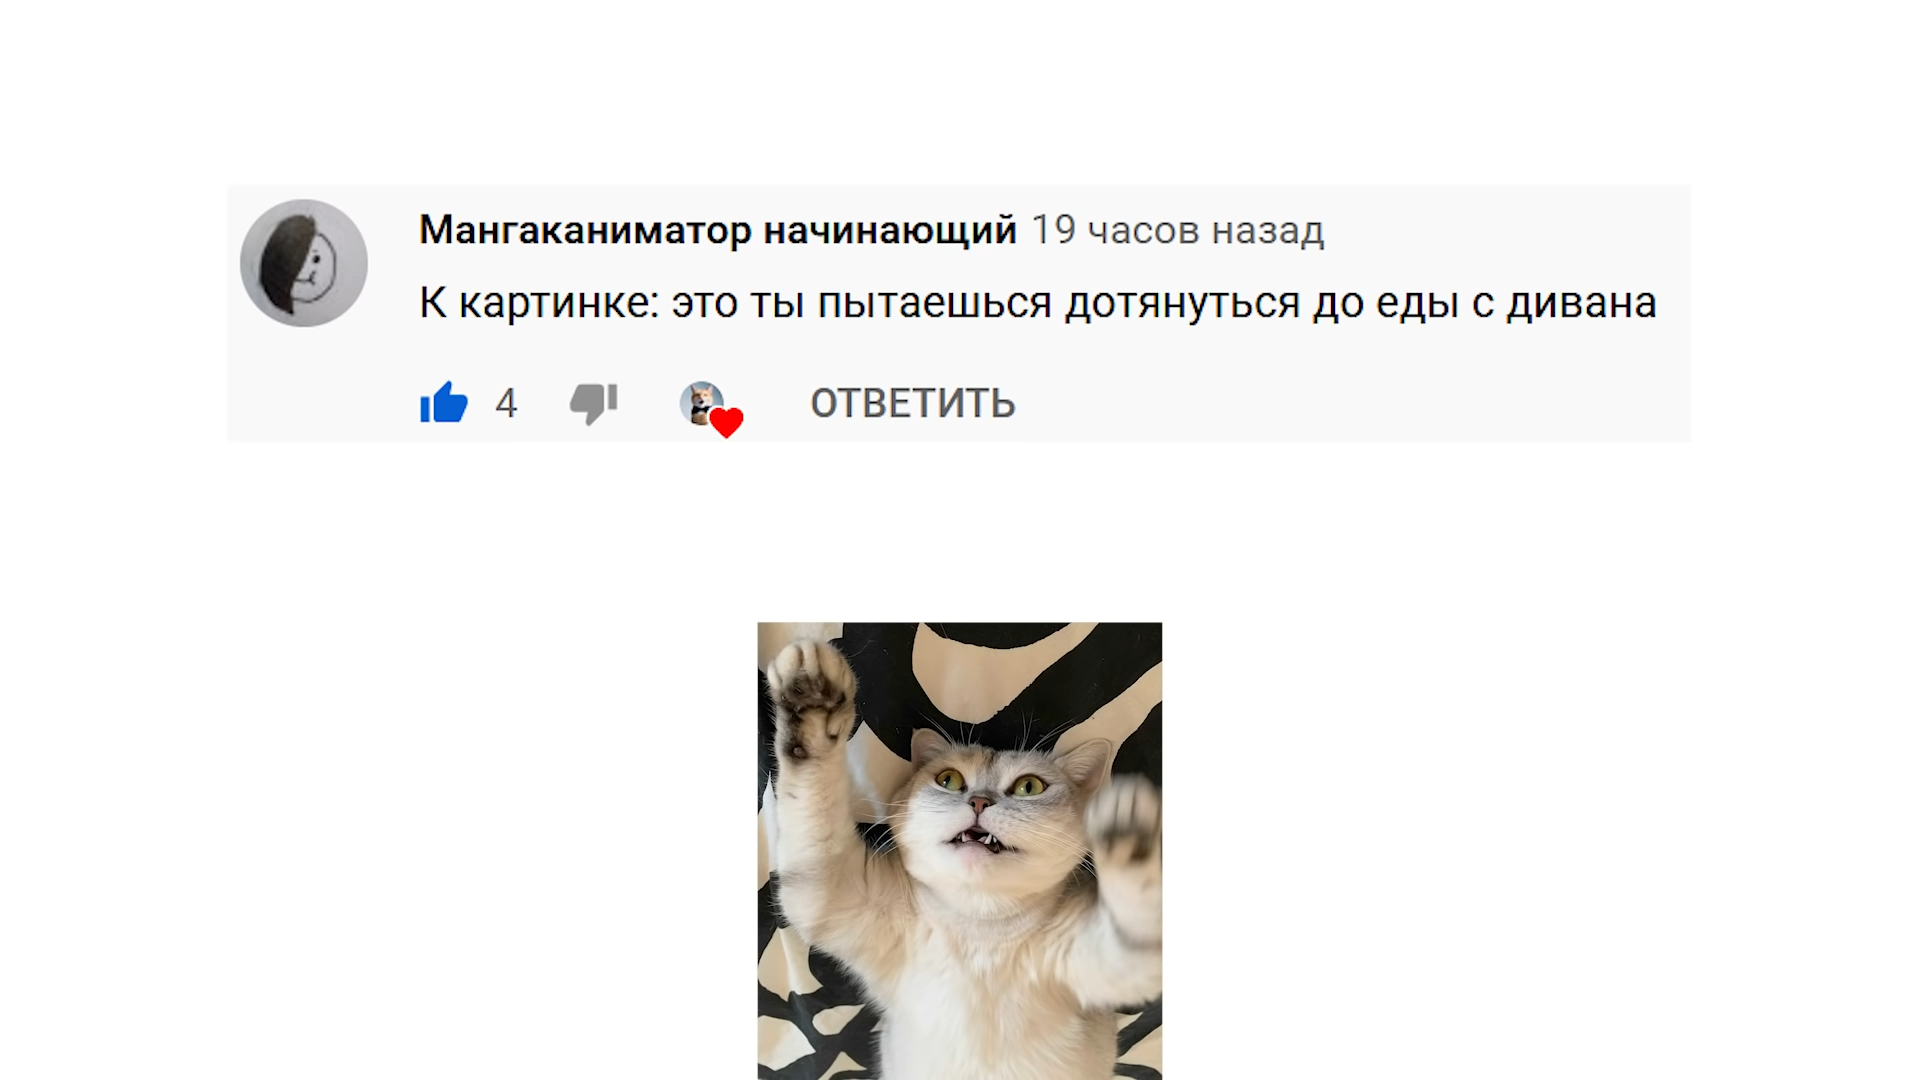 Мангаканиматор начинающий 19 часов назад
К картинке: это ты пытаешься дотянуться до еды с дивана
4 ОТВЕТИТЬ